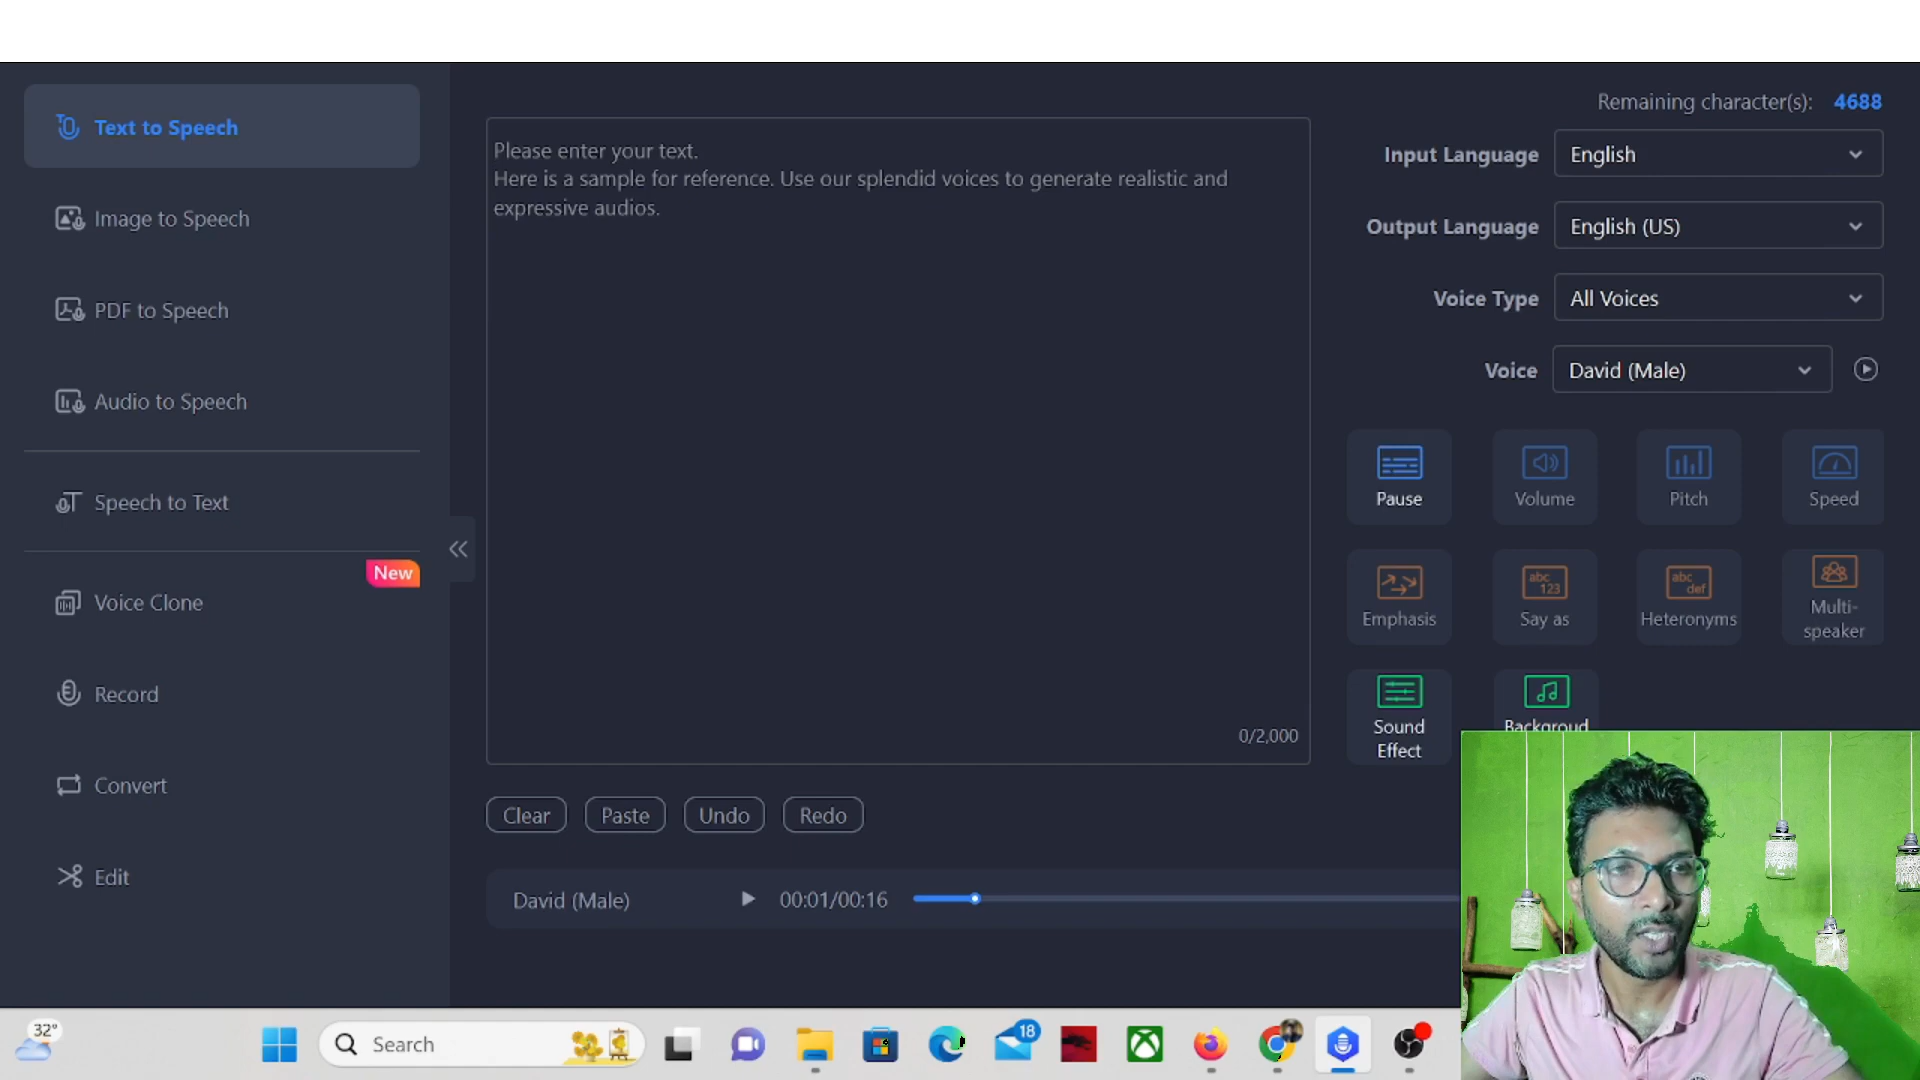 Text to Speech
Image to Speech
PDF to Speech
Audio to Speech
Speech to Text
New
Voice Clone
Record
Convert
Edit
Please enter your text.
Here is a sample for reference. Use our splendid voices to generate realistic and
expressive audios.
0/2,000
Clear
Paste
Undo
Redo
David (Male)
00:01/00:16
Remaining character(s): 4688
Input Language English
Output Language English (US)
Voice Type All Voices
Voice David (Male)
Pause
Volume
Pitch
Speed
abc
123
abc
def
Emphasis
Say as
Heteronyms
Multi-
speaker
Sound
Effect
Backgroud
32°
Search
18